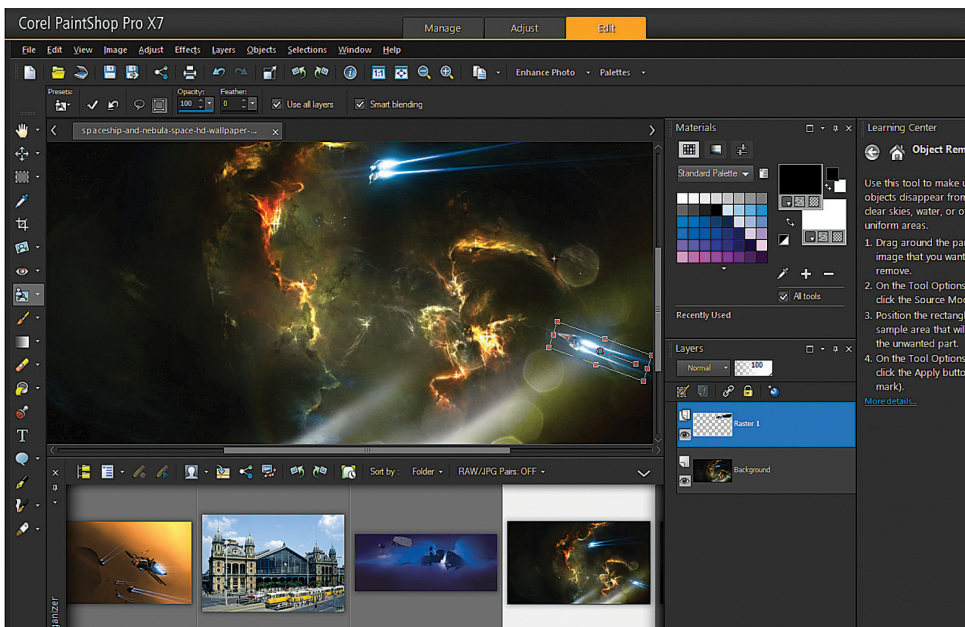 Corel PaintShop Pro X7
Manage Adjust Edit
File Edit View Image Adjust Effects Layers Objects Selections Window Help
Enhance Photo Palettes
Presets: Opacity: Feather:
100 0 Use all layers Smart blending
spaceship-and-nebula-space-hd-wallpaper-...
Materials
Standard Palette
All tools
Recently Used
Layers
Normal 100
Raster 1
Background
Learning Center
Object Rem
Use this tool to make u
objects disappear from
clear skies, water, or o
uniform areas.
1. Drag around the par
image that you want
remove.
2. On the Tool Options
click the Source Mod
3. Position the rectangl
sample area that will
the unwanted part.
4. On the Tool Options
click the Apply butto
mark).
More details...
Sort by : Folder RAW/JPG Pairs: OFF
ganizer